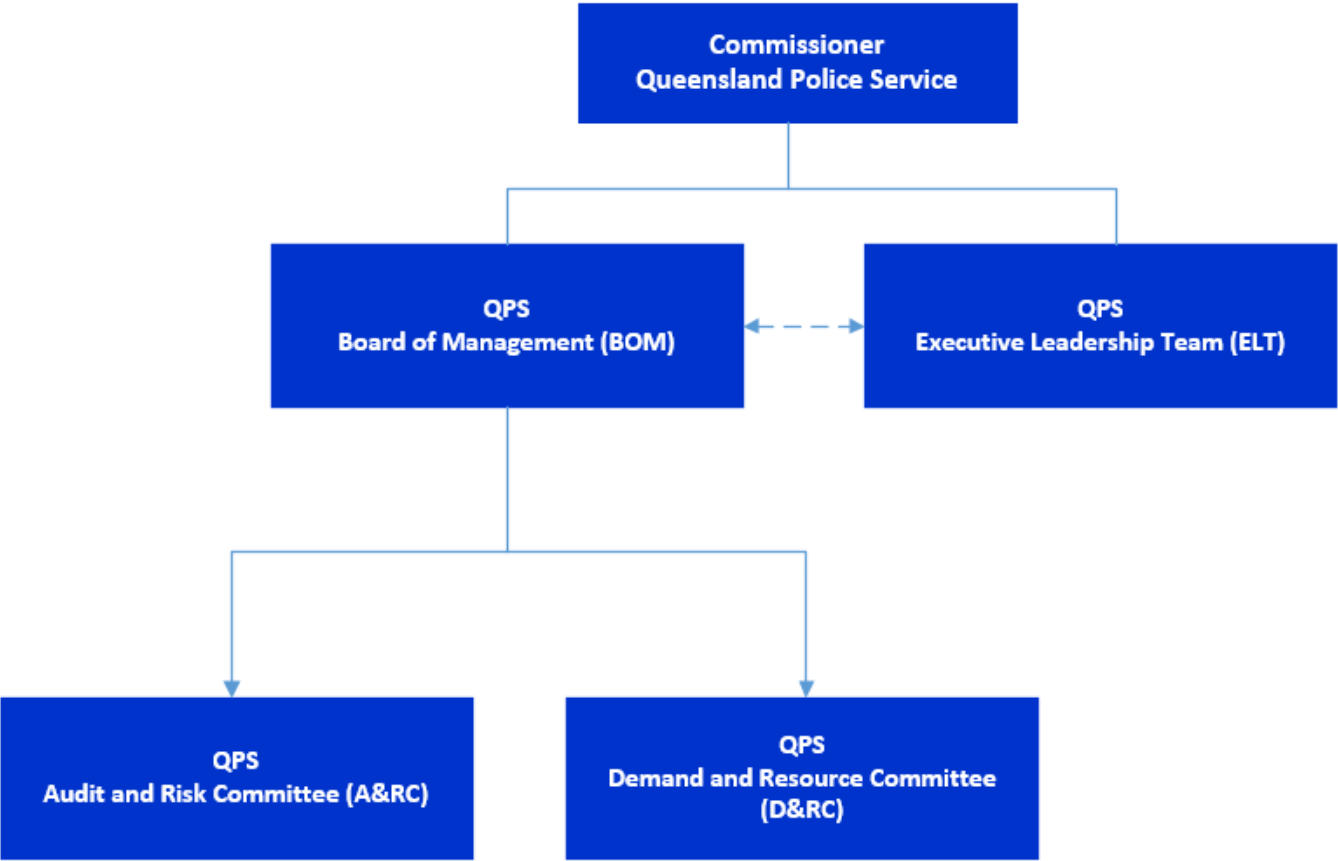 Commissioner
Queensland Police Service
QPS
Board of Management (BOM)
QPS
Executive Leadership Team (ELT)
QPS
Audit and Risk Committee (A&RC)
QPS
Demand and Resource Committee
(D&RC)